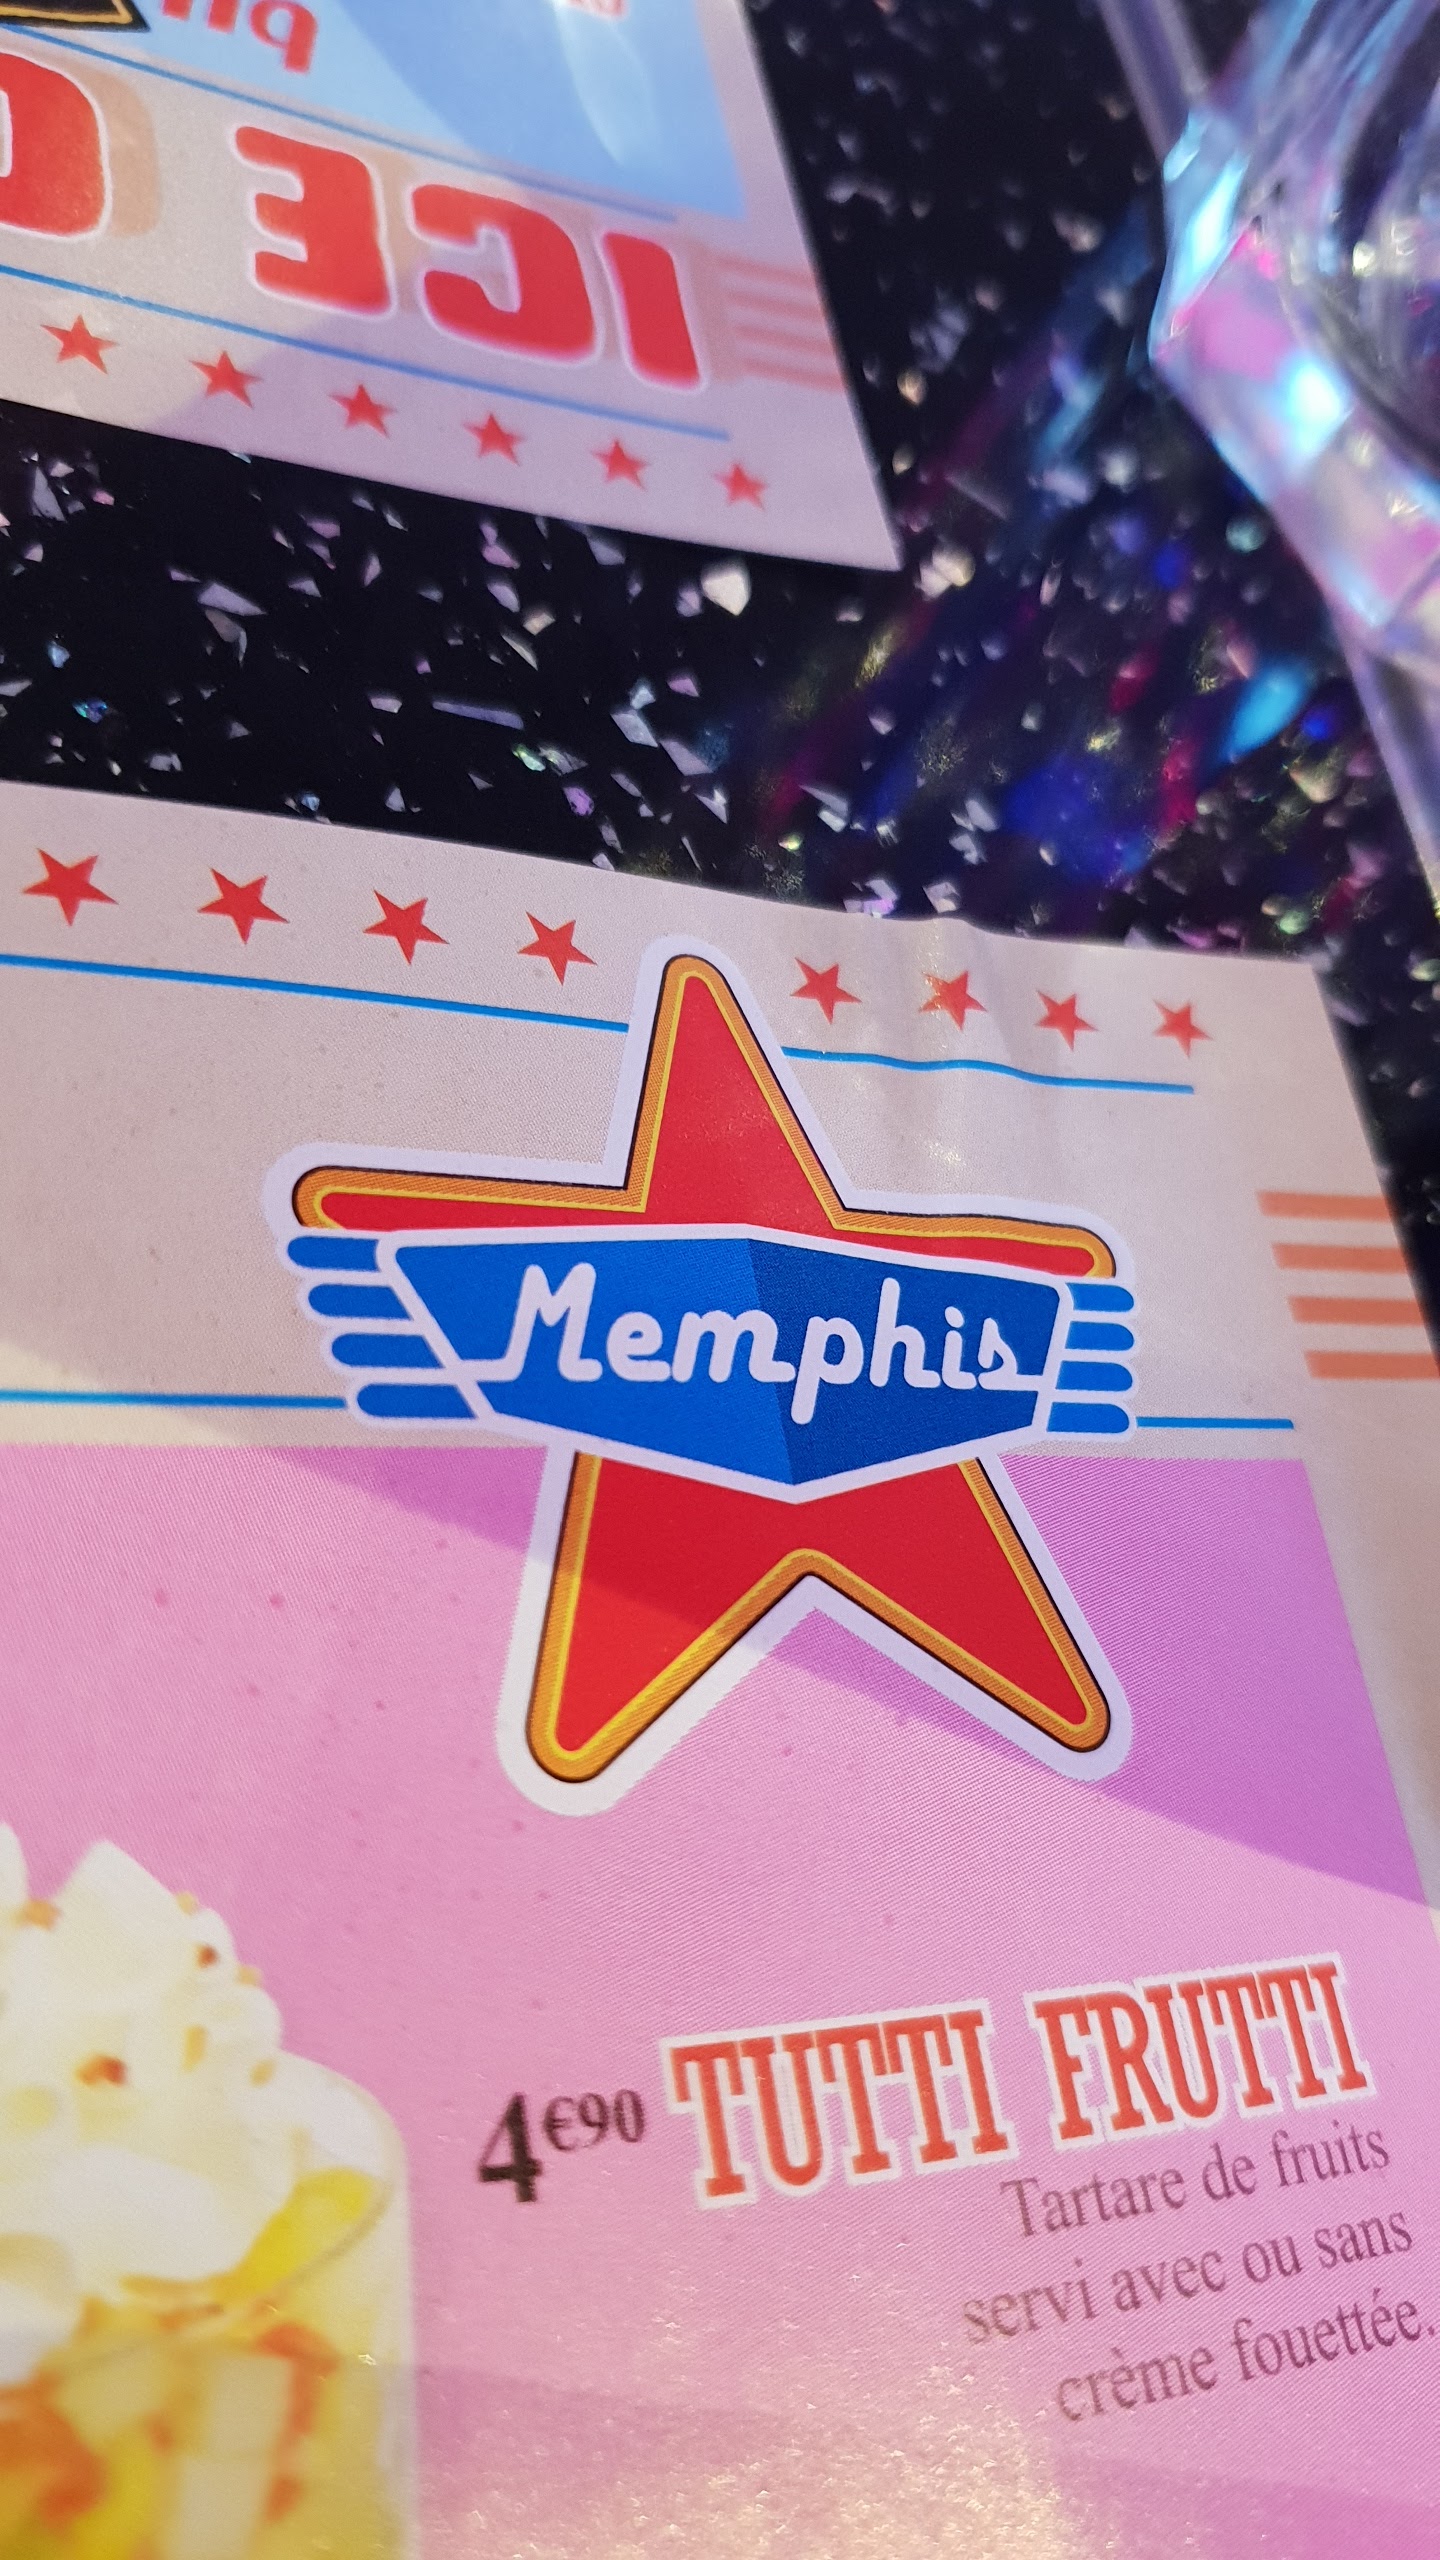 ICE
Memphis
4€90 TUTTI FRUTTI
Tartare de fruits
servi avec ou sans
crème fouettée.